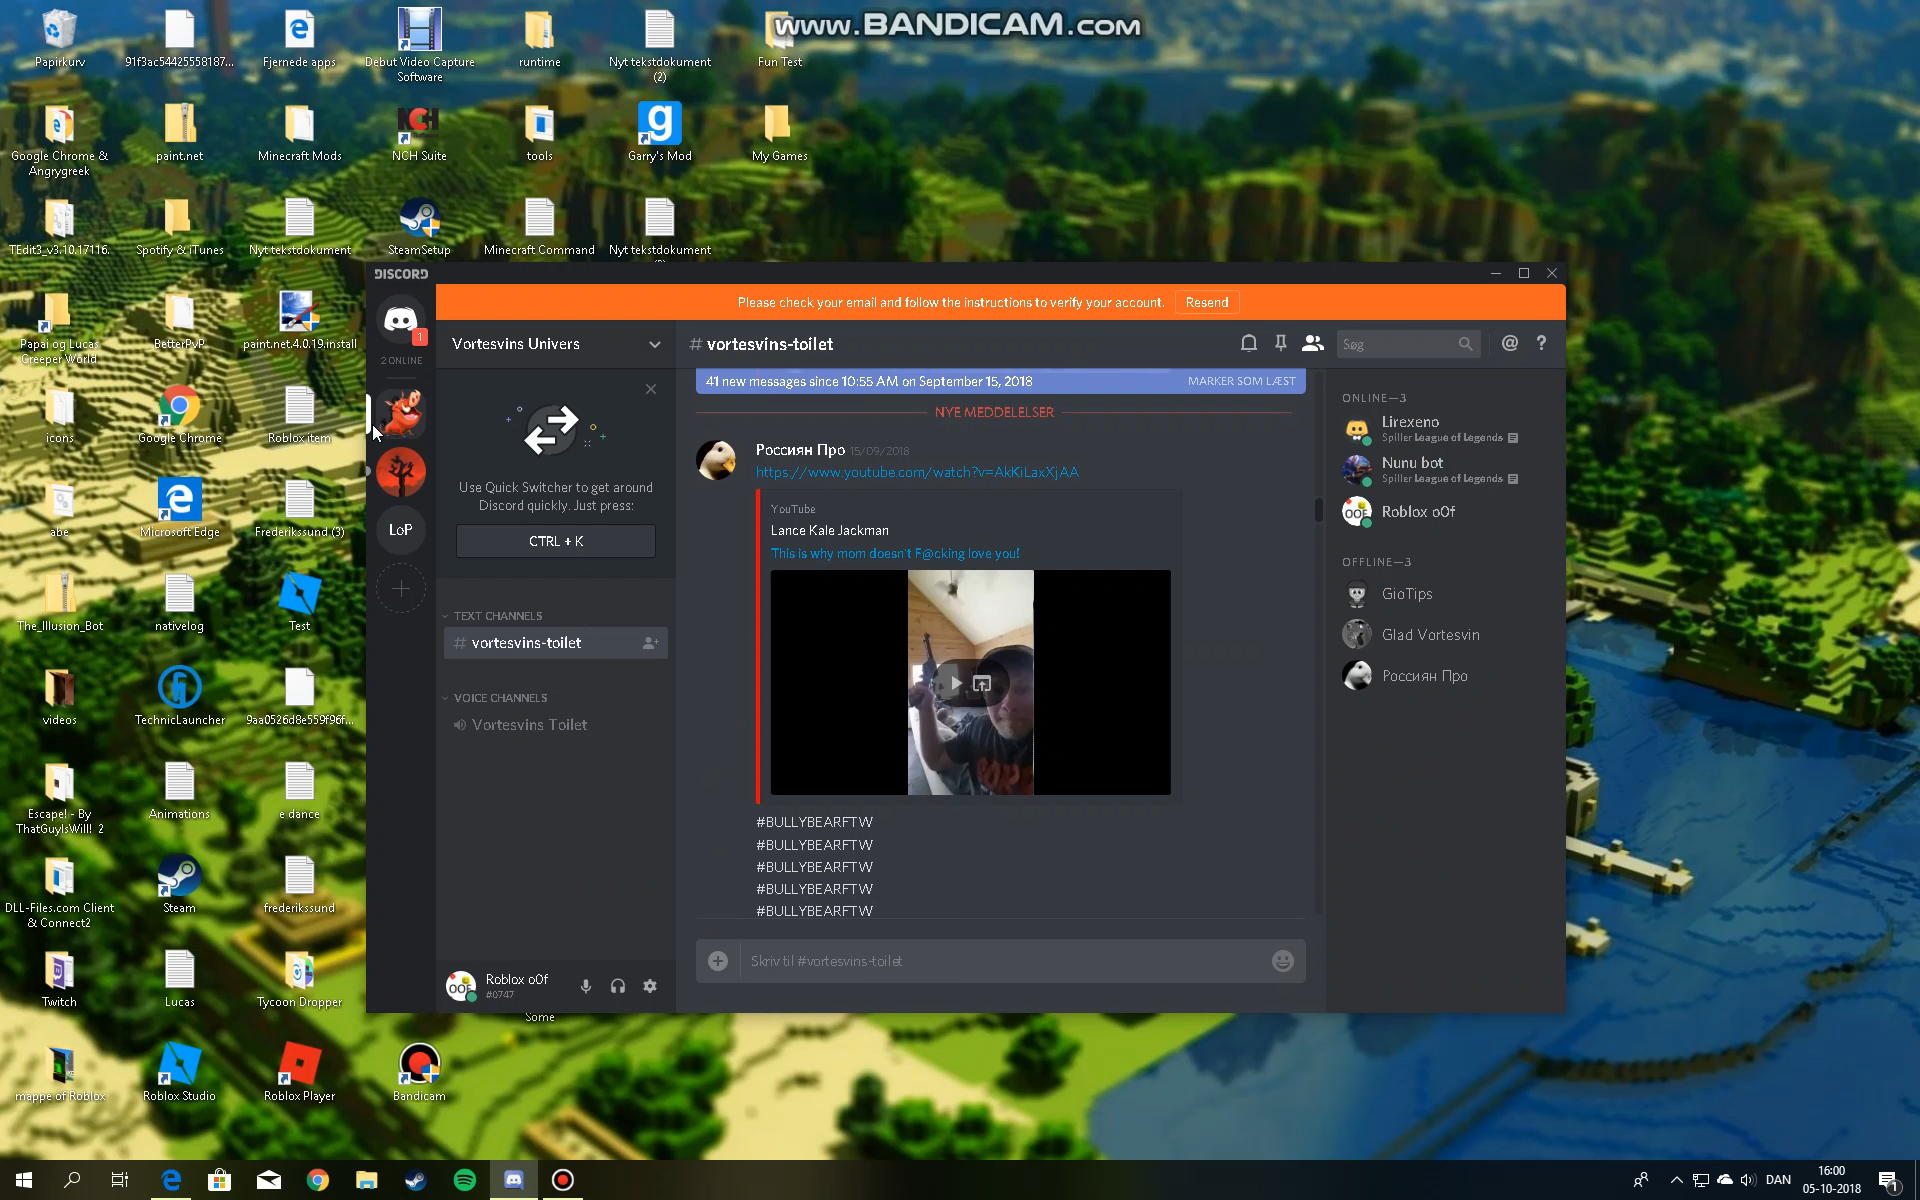 www.BANDICAM.com
Papirkurv
91f3ac54425558187...
Fjernede apps
Debut Video Capture
Software
runtime
Nyt tekstdokument
(2)
Fun Test
Google Chrome &
Angrygreek
paint.net
Minecraft Mods
NCH Suite
tools
Garry's Mod
My Games
TEdit3_v3.10.17116.
Spotify & iTunes
Nyt tekstdokument
SteamSetup
Minecraft Command
Nyt tekstdokument
Papai og Lucas
Creeper World
BetterPvP
paint.net.4.0.19.install
icons
Google Chrome
Roblox item
abe
Microsoft Edge
Frederikssund (3)
The_Illusion_Bot
nativelog
Test
videos
TechnicLauncher
9aa0526d8e559f96f...
Escape! - By
ThatGuyIsWill! 2
Animations
e dance
DLL-Files.com Client
& Connect2
Steam
frederikssund
Twitch
Lucas
Tycoon Dropper
Some
mappe of Roblox
Roblox Studio
Roblox Player
Bandicam
DISCORD
Please check your email and follow the instructions to verify your account.
Resend
1
2 ONLINE
LoP
Vortesvins Univers
# vortesvins-toilet
Søg
Use Quick Switcher to get around
Discord quickly. Just press:
CTRL + K
TEXT CHANNELS
# vortesvins-toilet
VOICE CHANNELS
Vortesvins Toilet
Roblox oOf
#0747
41 new messages since 10:55 AM on September 15, 2018
MARKER SOM LÆST
NYE MEDDELELSER
Россиян Про 15/09/2018
https://www.youtube.com/watch?v=AkKiLaxXjAA
YouTube
Lance Kale Jackman
This is why mom doesn't F@cking love you!
#BULLYBEARFTW
#BULLYBEARFTW
#BULLYBEARFTW
#BULLYBEARFTW
#BULLYBEARFTW
Skriv til #vortesvins-toilet
ONLINE—3
Lirexeno
Spiller League of Legends
Nunu bot
Spiller League of Legends
Roblox oOf
OFFLINE—3
GioTips
Glad Vortesvin
Россиян Про
DAN
16:00
05-10-2018
1